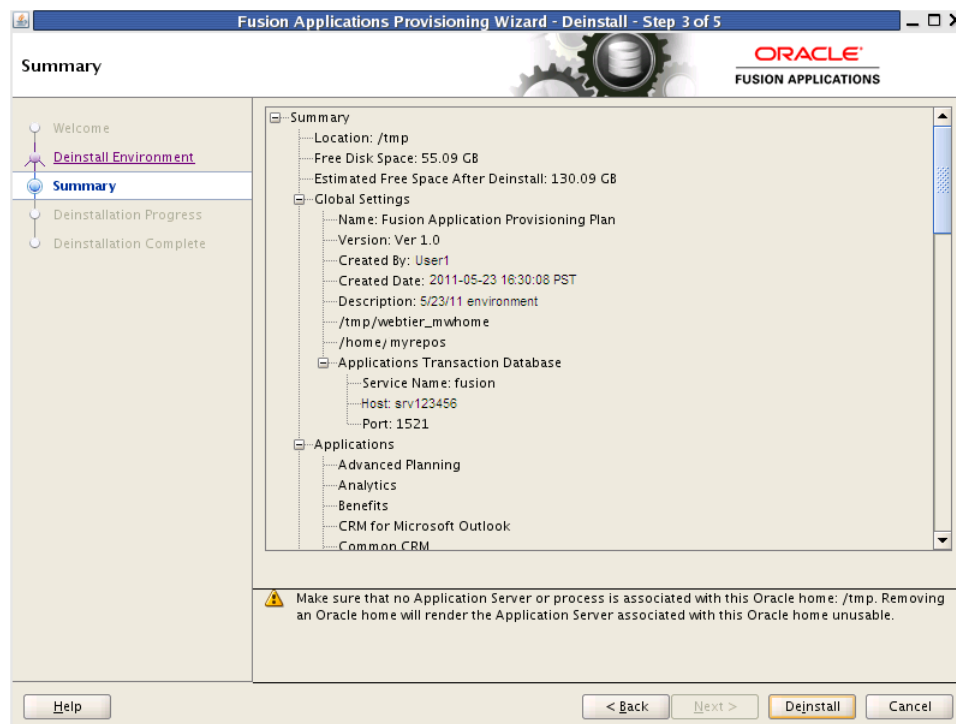 Fusion Applications Provisioning Wizard - Deinstall - Step 3 of 5
Summary
ORACLE
FUSION APPLICATIONS
Welcome
Deinstall Environment
Summary
Deinstallation Progress
Deinstallation Complete
Summary
Location: /tmp
Free Disk Space: 55.09 GB
Estimated Free Space After Deinstall: 130.09 GB
Global Settings
Name: Fusion Application Provisioning Plan
Version: Ver 1.0
Created By: User1
Created Date: 2011-05-23 16:30:08 PST
Description: 5/23/11 environment
/tmp/webtier_mwhome
/home/myrepos
Applications Transaction Database
Service Name: fusion
Host: srv123456
Port: 1521
Applications
Advanced Planning
Analytics
Benefits
CRM for Microsoft Outlook
Common CRM
Make sure that no Application Server or process is associated with this Oracle home: /tmp. Removing
an Oracle home will render the Application Server associated with this Oracle home unusable.
Help
< Back
Next >
Deinstall
Cancel